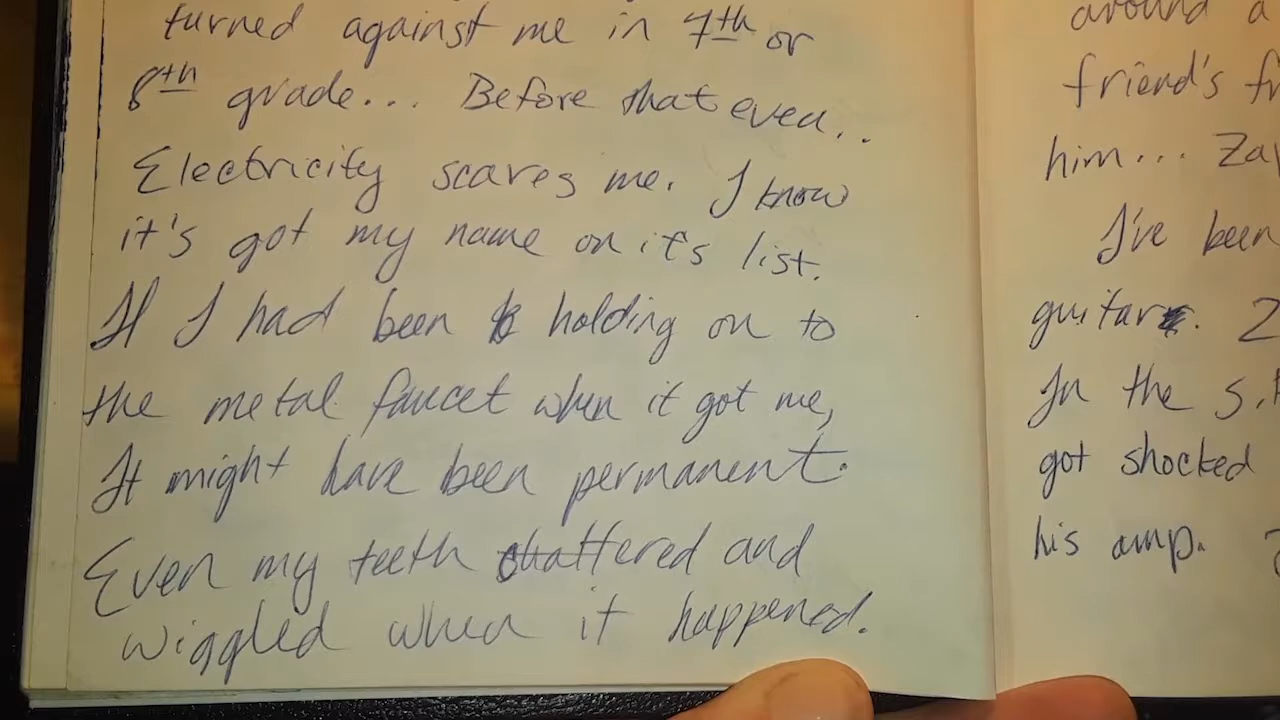 turned against me in 7th or
8th grade... Before that even..
Electricity scares me. I know
it's got my name on it's list.
If I had been holding on to
the metal faucet when it got me,
It might have been permanent.
Even my teeth chattered and
wiggled when it happened.
around a
friend's
him...
I've been
guitar.
In the
got shocked
his amp.